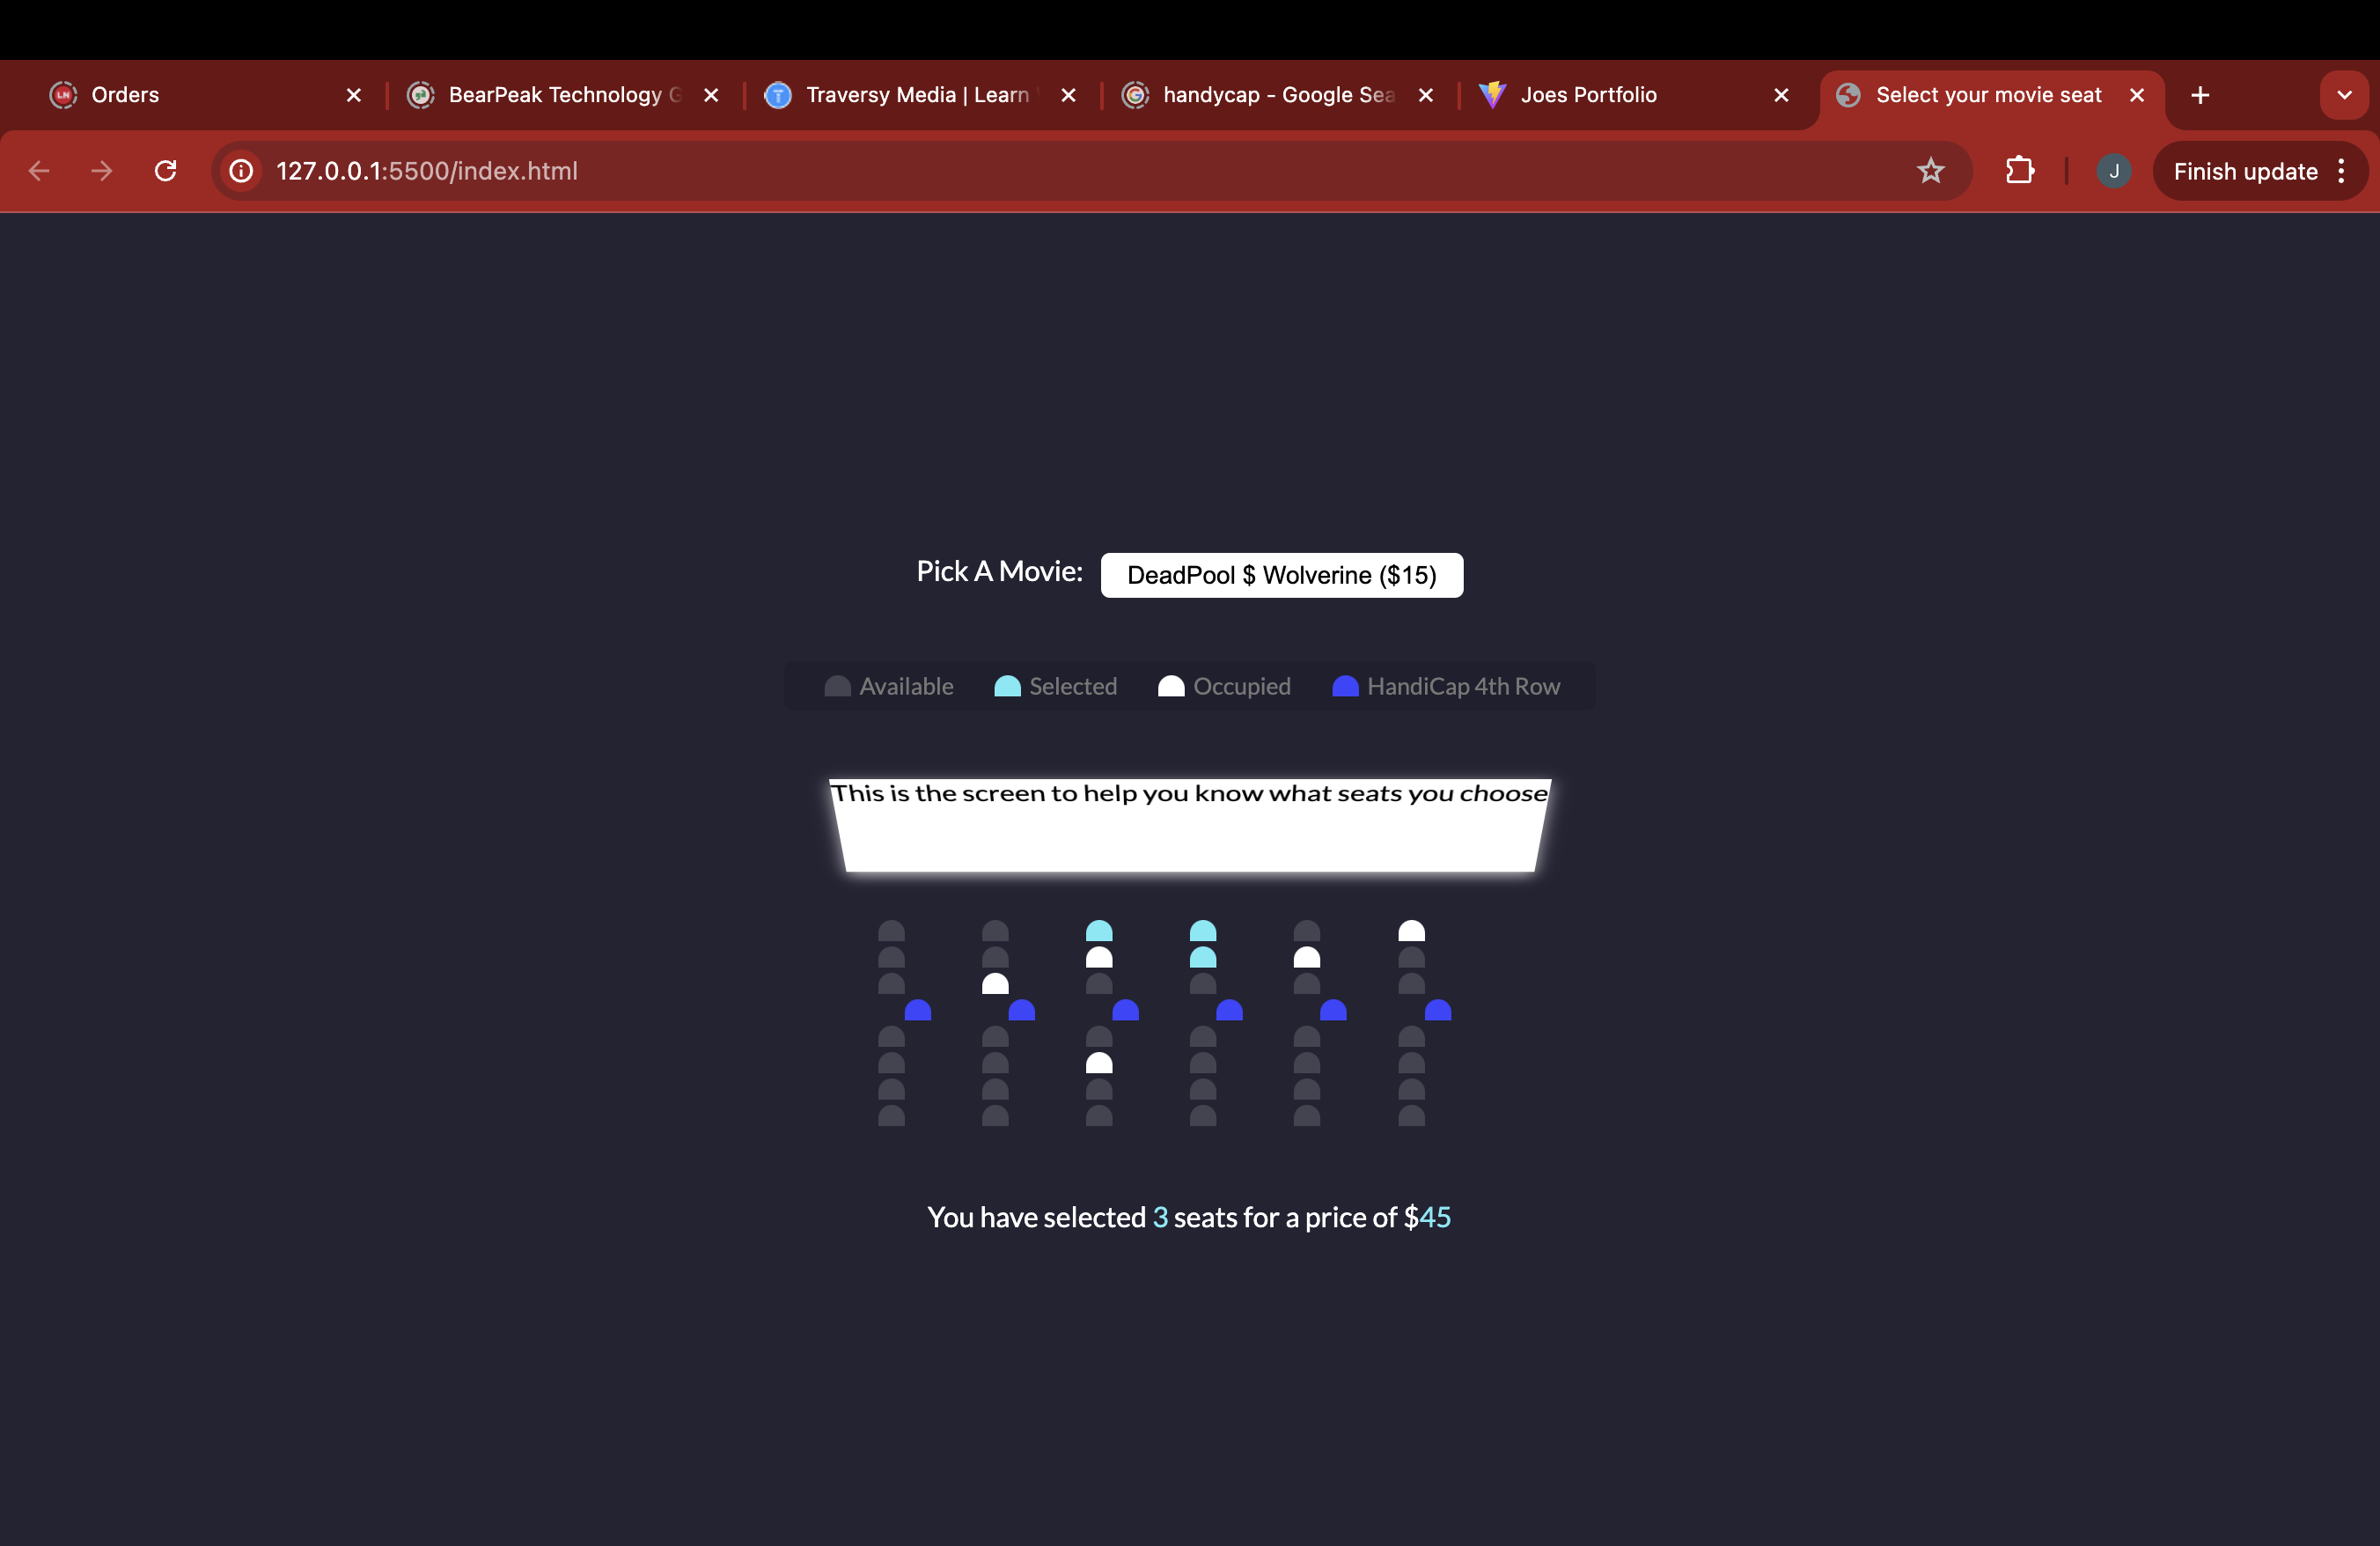 Orders
BearPeak Technology G
Traversy Media | Learn
handycap - Google Sea
Joes Portfolio
Select your movie seat
127.0.0.1:5500/index.html
J
Finish update
Pick A Movie: DeadPool $ Wolverine ($15)
Available Selected Occupied HandiCap 4th Row
This is the screen to help you know what seats you choose
You have selected 3 seats for a price of $45